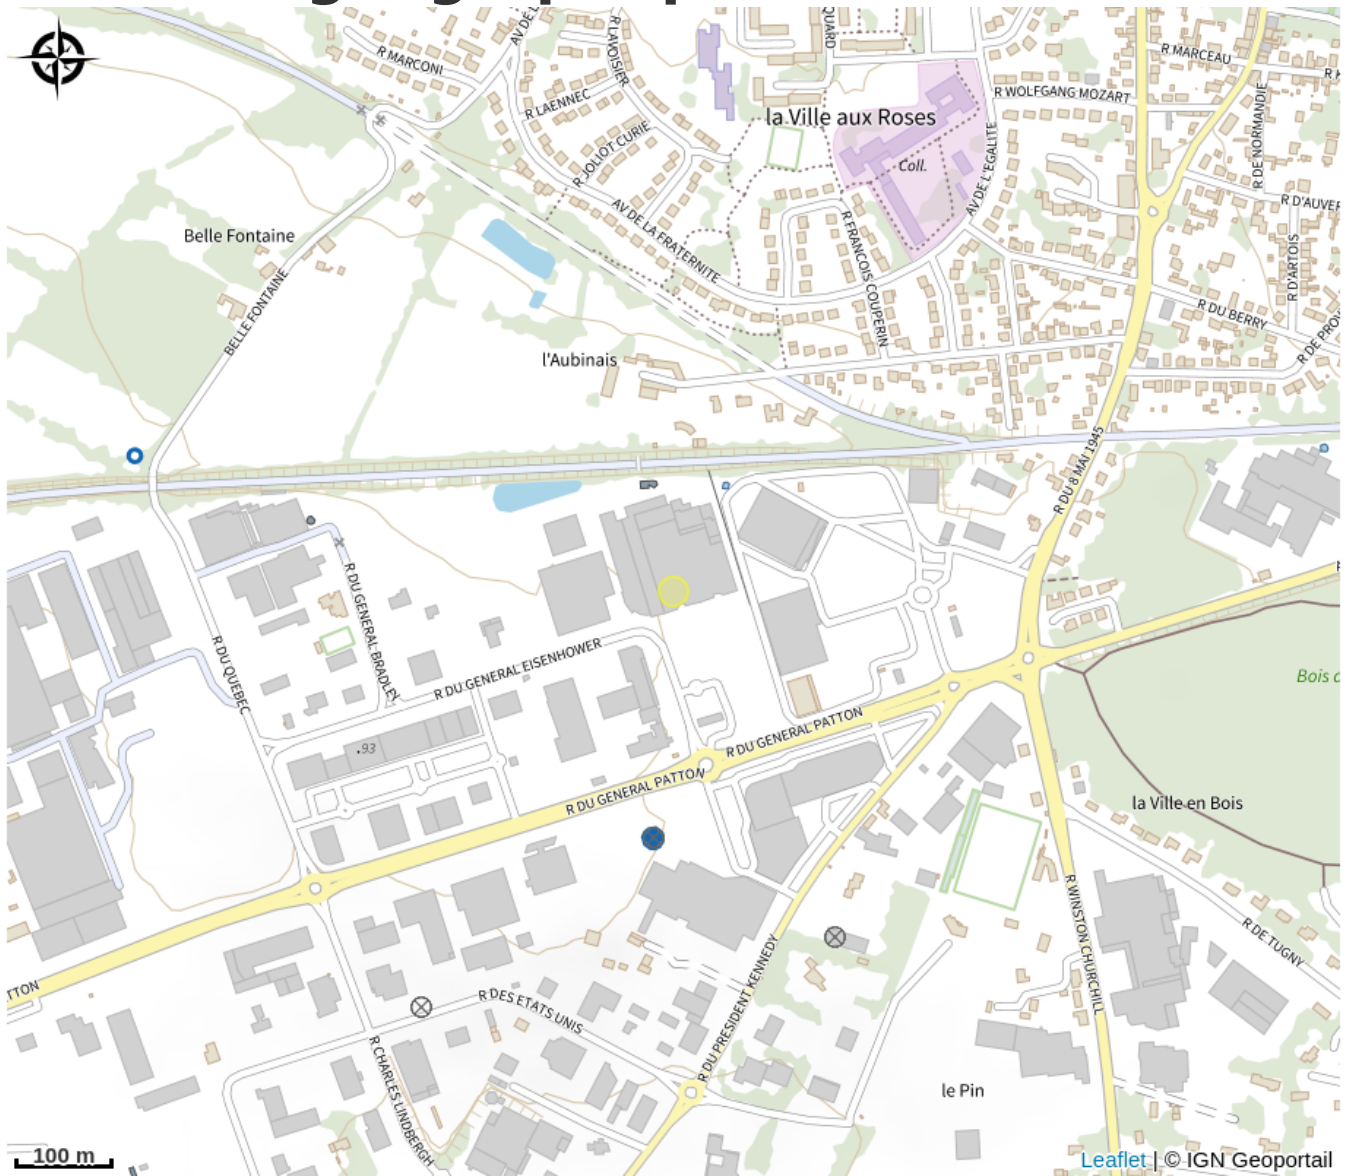 R MARCONI
AV DE L
R LAVOISIER
QUARD
R MARCEAU
R LAENNEC
R WOLFGANG MOZART
la Ville aux Roses
R JOLIOT CURIE
Coll.
AV DE L'EGALITE
R DE NORMANDIE
R D'AUVER
AV DE LA FRATERNITE
R FRANCOIS COUPERIN
Belle Fontaine
R D'ARTOIS
BELLE FONTAINE
R DU BERRY
R DE PROV
l'Aubinais
R DU 8 MAI 1945
R DU GENERAL BRADLEY
R DU QUEBEC
R DU GENERAL EISENHOWER
Bois d
R DU GENERAL PATTON
.93
R DU GENERAL PATTON
la Ville en Bois
R WINSTON CHURCHILL
R DE TUGNY
TTON
R DES ETATS UNIS
R DU PRESIDENT KENNEDY
R CHARLES LINDBERGH
le Pin
100 m
Leaflet | © IGN Geoportail